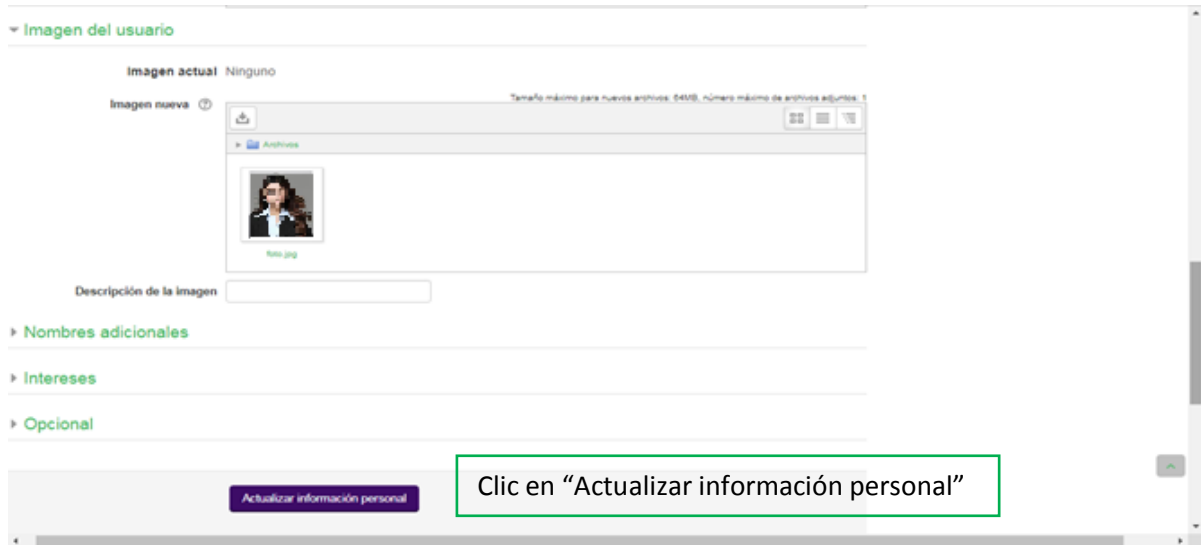 Imagen del usuario
Imagen actual Ninguno
Tamaño máximo para nuevos archivos: 64MB, número máximo de archivos adjuntos: 1
Imagen nueva
Archivos
foto.jpg
Descripción de la imagen
Nombres adicionales
Intereses
Opcional
Actualizar información personal
Clic en “Actualizar información personal”